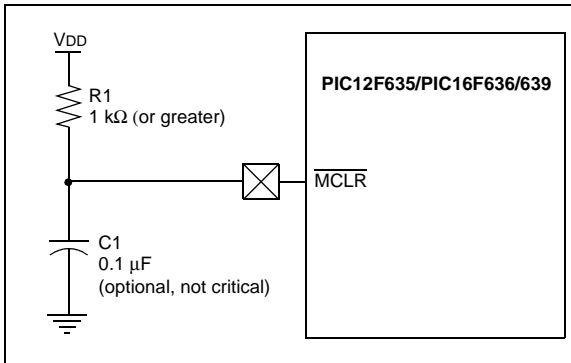 VDD
R1
1 kΩ (or greater)
PIC12F635/PIC16F636/639
MCLR
C1
0.1 μF
(optional, not critical)